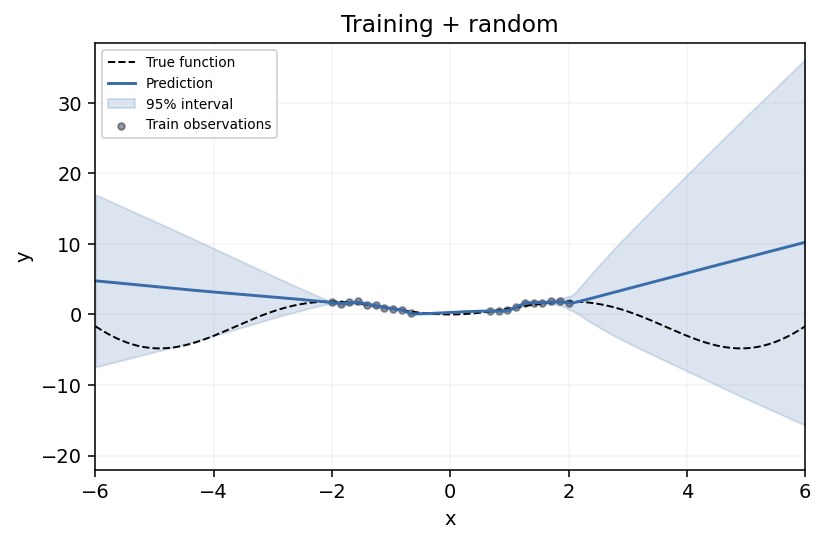 Training + random
True function
Prediction
95% interval
Train observations
30
20
10
0
−10
−20
y
−6
−4
−2
0
2
4
6
x